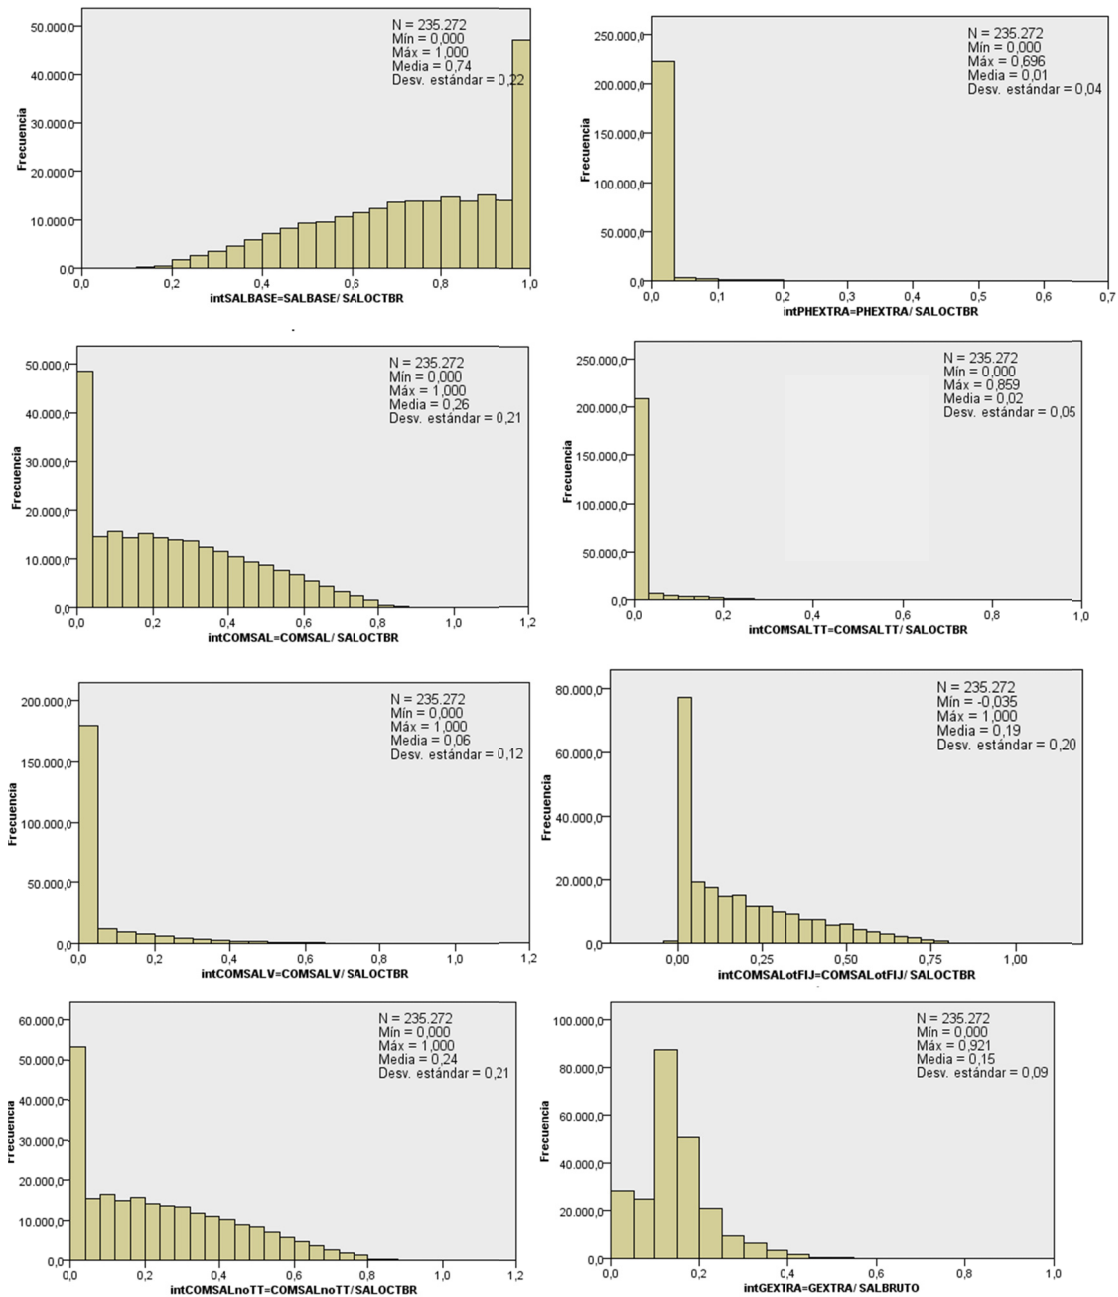 50.0000
40.0000
30.0000
20.0000
10.0000
00
Frecuencia
N = 235.272
Mín = 0,000
Máx = 1,000
Media = 0,74
Desv. estándar = 0,22
0,0 0,2 0,4 0,6 0,8 1,0
intSALBASE=SALBASE/ SALOCTBR
250.000,0
200.000,0
150.000,0
100.000,0
50.000,0
0,0
Frecuencia
N = 235.272
Mín = 0,000
Máx = 0,696
Media = 0,01
Desv. estándar = 0,04
0,0 0,1 0,2 0,3 0,4 0,5 0,6 0,7
intPHEXTRA=PHEXTRA/ SALOCTBR
50.000,0
40.000,0
30.000,0
20.000,0
10.000,0
0,0
Frecuencia
N = 235.272
Mín = 0,000
Máx = 1,000
Media = 0,26
Desv. estándar = 0,21
0,0 0,2 0,4 0,6 0,8 1,0 1,2
intCOMSAL=COMSAL/ SALOCTBR
250.000,0
200.000,0
150.000,0
100.000,0
50.000,0
0,0
Frecuencia
N = 235.272
Mín = 0,000
Máx = 0,859
Media = 0,02
Desv. estándar = 0,05
0,0 0,4 0,6 0,8 1,0
intCOMSALTT=COMSALTT/ SALOCTBR
200.000,0
150.000,0
100.000,0
50.000,0
0,0
Frecuencia
N = 235.272
Mín = 0,000
Máx = 1,000
Media = 0,06
Desv. estándar = 0,12
0,0 0,2 0,4 0,6 0,8 1,0 1,2
intCOMSALV=COMSALV/ SALOCTBR
80.000,0
60.000,0
40.000,0
20.000,0
0,0
Frecuencia
N = 235.272
Mín = -0,035
Máx = 1,000
Media = 0,19
Desv. estándar = 0,20
0,00 0,25 0,50 0,75 1,00
intCOMSALotFIJ=COMSALotFIJ/ SALOCTBR
60.000,0
50.000,0
40.000,0
30.000,0
20.000,0
10.000,0
0,0
Frecuencia
N = 235.272
Mín = 0,000
Máx = 1,000
Media = 0,24
Desv. estándar = 0,21
0,0 0,2 0,4 0,6 0,8 1,0 1,2
intCOMSALnoTT=COMSALnoTT/SALOCTBR
100.000,0
80.000,0
60.000,0
40.000,0
20.000,0
0,0
Frecuencia
N = 235.272
Mín = 0,000
Máx = 0,921
Media = 0,15
Desv. estándar = 0,09
0,0 0,2 0,4 0,6 0,8 1,0
intGEXTRA=GEXTRA/ SALBRUTO